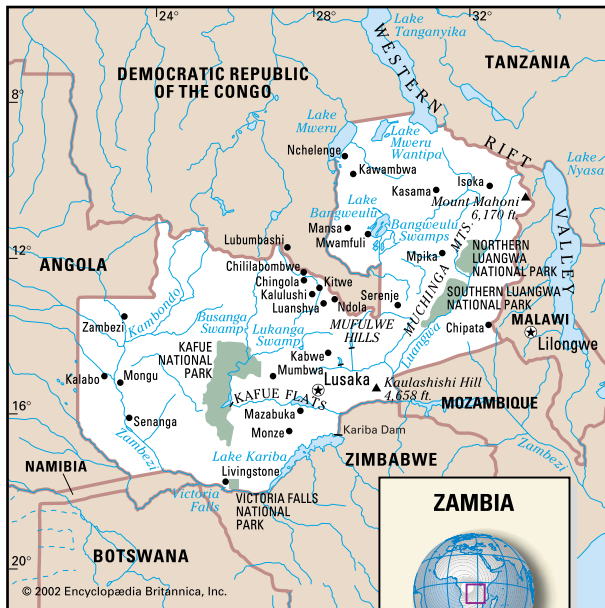 28
32
Lake
Tanganyika
WESTERN
TANZANIA
DEMOCRATIC REPUBLIC
OF THE CONGO
8°
Lake
Mweru
Lake
Mweru
Wantipa
RIFT
Nchelenge
Kawambwa
Lake
Nyasa
Kasama
Isoka
Mount Mahoni
6,170 ft.
VALLEY
Lake
Bangweulu
Mansa
Mwamfuli
Bangweulu
Swamps
Lubumbashi
12°
Mpika
MUCHINGA MTS.
NORTHERN
LUANGWA
NATIONAL PARK
ANGOLA
Chililabombwe
Chingola
Kitwe
Kalulushi
Luanshya
Ndola
Serenje
SOUTHERN LUANGWA
NATIONAL PARK
Kambondo
Zambezi
Busanga
Swamp
Lukanga
Swamp
MUFULWE
HILLS
Luangwa
Chipata
MALAWI
Lilongwe
KAFUE
NATIONAL
PARK
Kabwe
Mumbwa
Kalabo
Mongu
Lusaka
Kaulashishi Hill
4,658 ft.
KAFUE FLATS
MOZAMBIQUE
16°
Senanga
Mazabuka
Monze
Kariba Dam
Zambezi
Zambezi
Lake Kariba
ZIMBABWE
NAMIBIA
Livingstone
Victoria
Falls
VICTORIA FALLS
NATIONAL
PARK
ZAMBIA
BOTSWANA
20°
© 2002 Encyclopædia Britannica, Inc.